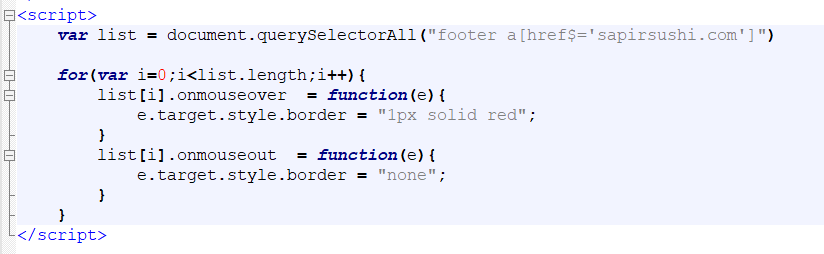 <script>
var list = document.querySelectorAll("footer a[href$='sapirsushi.com']")
for(var i=0;i<list.length;i++){
list[i].onmouseover  = function(e){
e.target.style.border = "1px solid red";
}
list[i].onmouseout  = function(e){
e.target.style.border = "none";
}
}
</script>